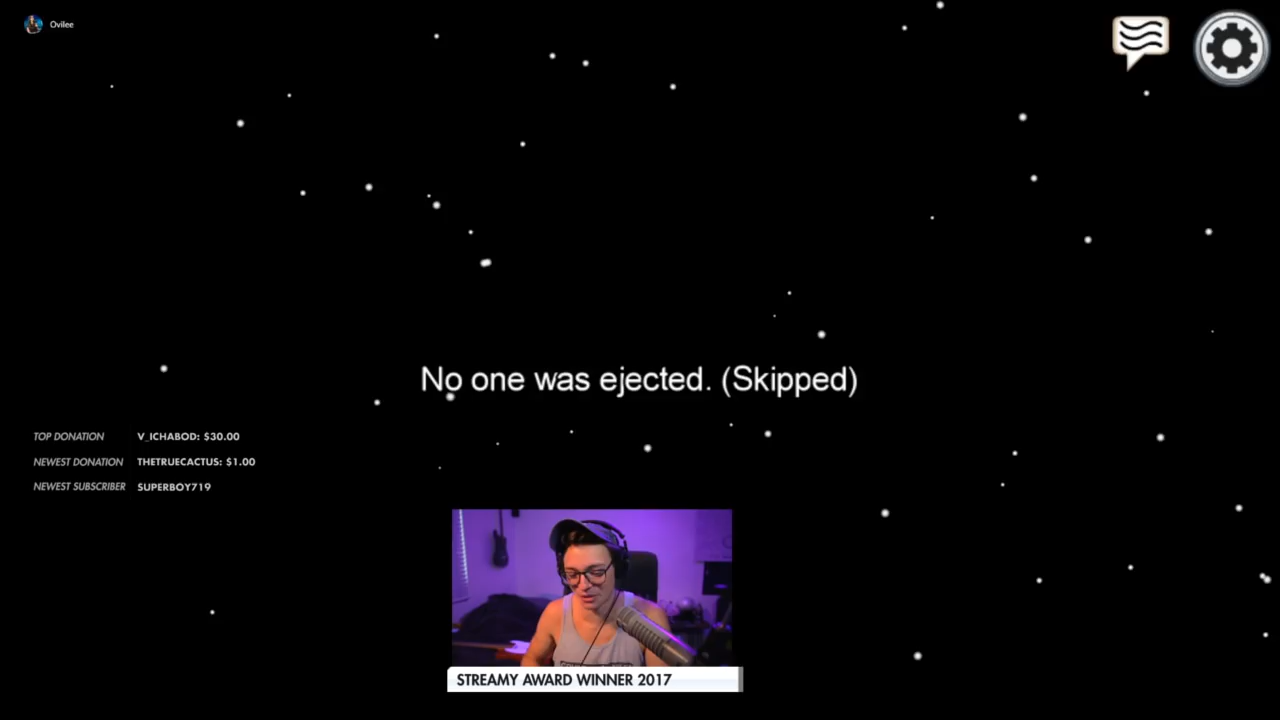 Ovilee
No one was ejected. (Skipped)
TOP DONATION V_ICHABOD: $30.00
NEWEST DONATION THETRUECACTUS: $1.00
NEWEST SUBSCRIBER SUPERBOY719
STREAMY AWARD WINNER 2017